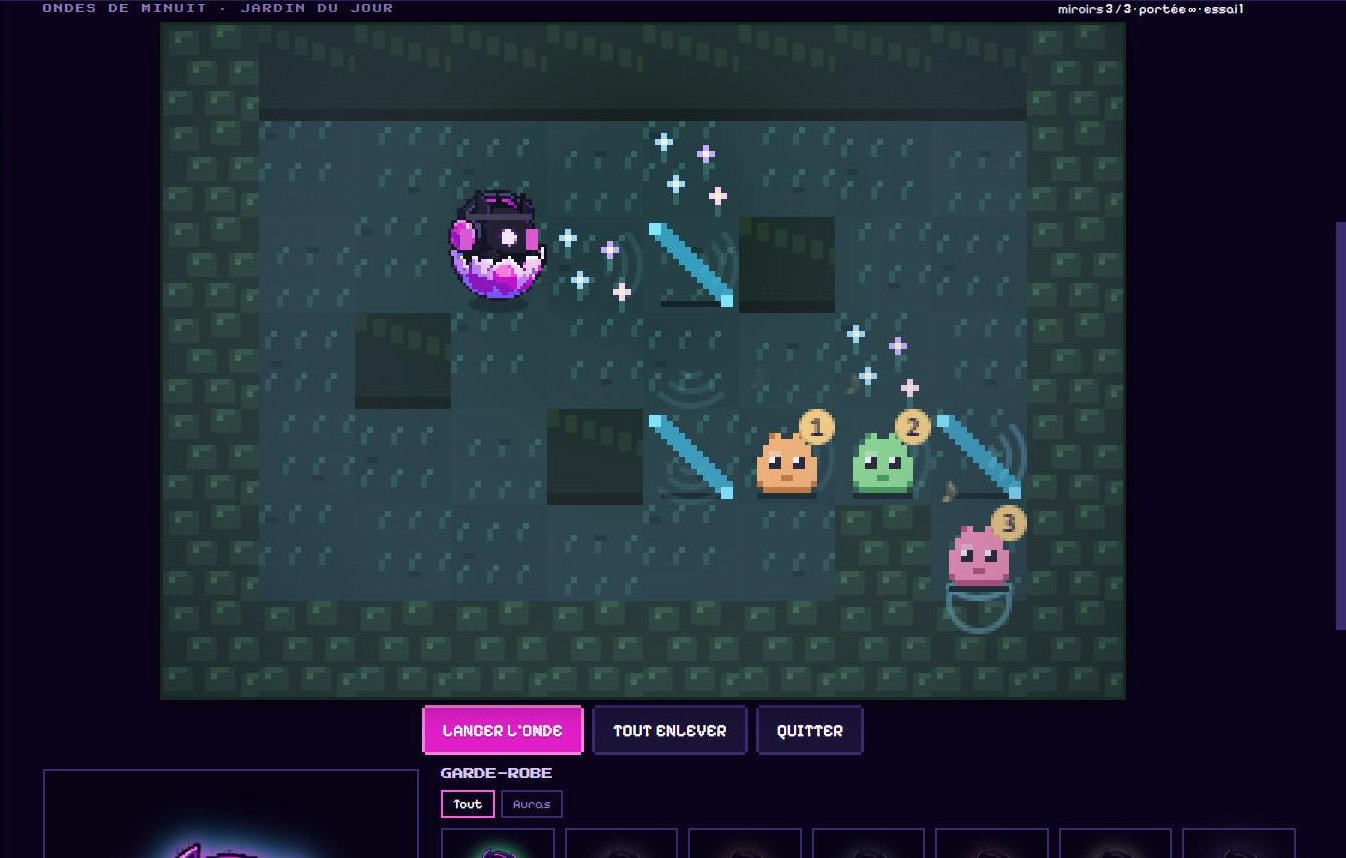 ONDES DE MINUIT · JARDIN DU JOUR
miroirs 3 / 3 · portée ∞ · essai 1
1
2
3
LANCER L'ONDE
TOUT ENLEVER
QUITTER
GARDE-ROBE
Tout
Auras